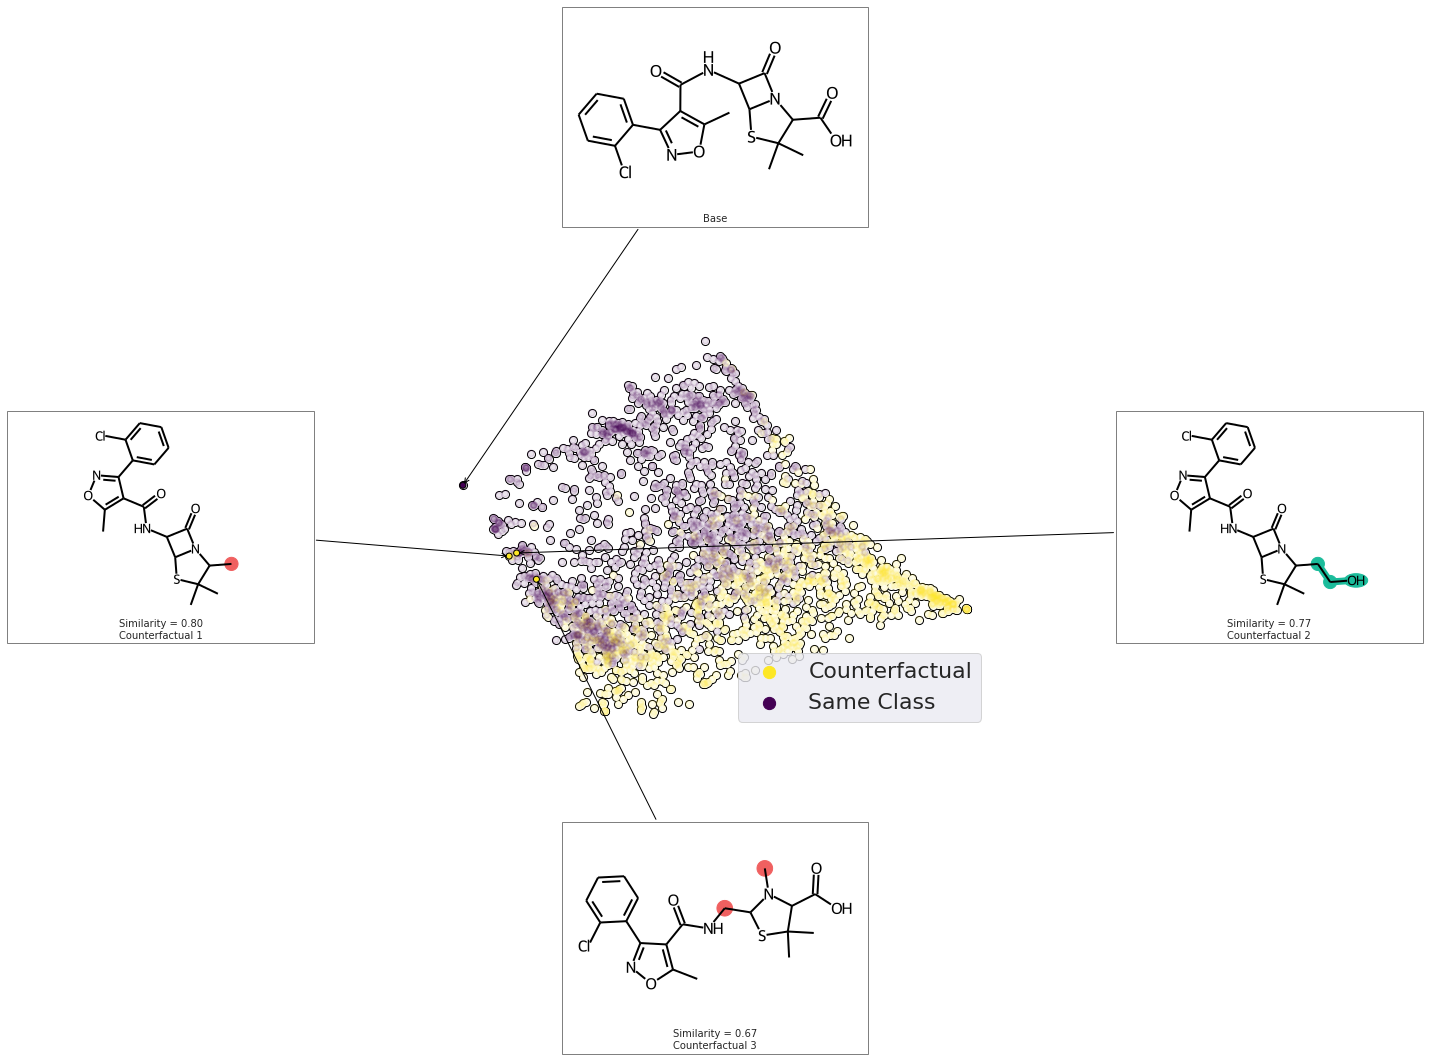 O
H
N
O
O
N
OH
S
N
O
Cl
Base
Cl
N
O
O
O
HN
N
S
Similarity = 0.80
Counterfactual 1
Cl
N
O
O
O
HN
N
S
OH
Similarity = 0.77
Counterfactual 2
Counterfactual
Same Class
O
N
O
OH
NH
S
Cl
N
O
Similarity = 0.67
Counterfactual 3